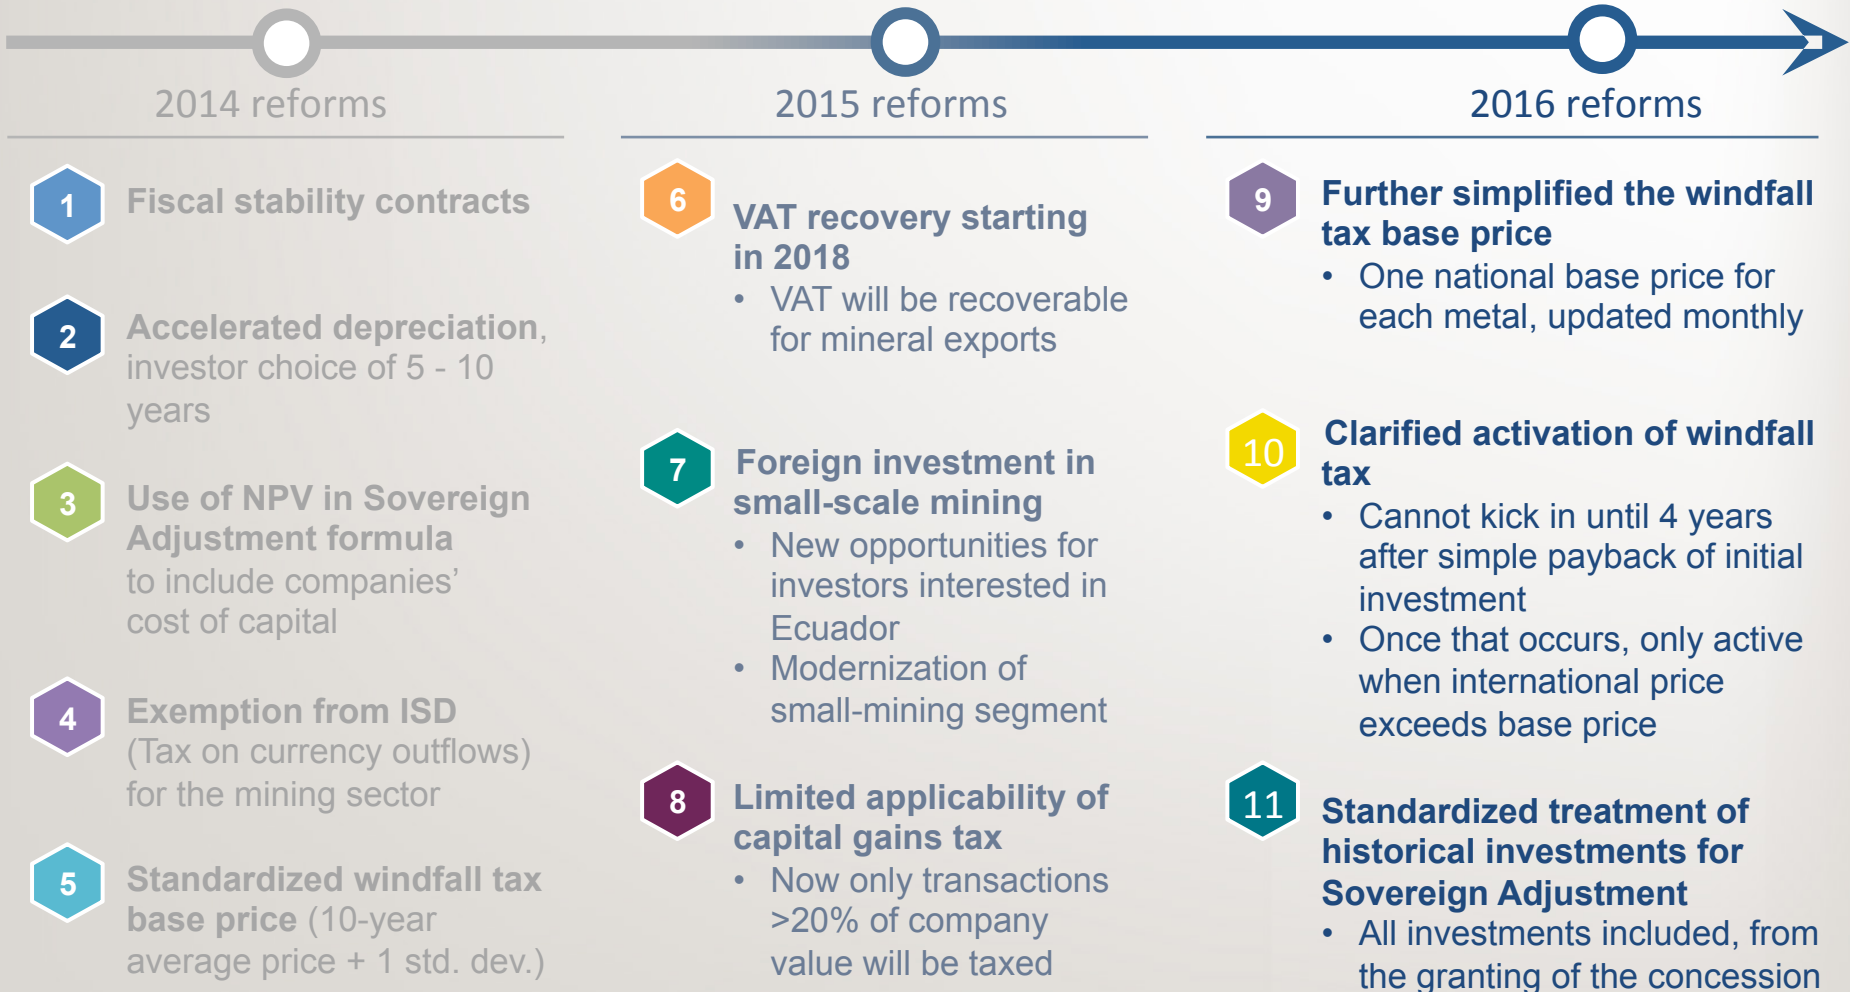 2014 reforms
1
Fiscal stability contracts
2
Accelerated depreciation,
investor choice of 5 - 10
years
3
Use of NPV in Sovereign
Adjustment formula
to include companies’
cost of capital
4
Exemption from ISD
(Tax on currency outflows)
for the mining sector
5
Standardized windfall tax
base price (10-year
average price + 1 std. dev.)
2015 reforms
6
VAT recovery starting
in 2018
• VAT will be recoverable
for mineral exports
7
Foreign investment in
small-scale mining
• New opportunities for
investors interested in
Ecuador
• Modernization of
small-mining segment
8
Limited applicability of
capital gains tax
• Now only transactions
>20% of company
value will be taxed
2016 reforms
9
Further simplified the windfall
tax base price
• One national base price for
each metal, updated monthly
10
Clarified activation of windfall
tax
• Cannot kick in until 4 years
after simple payback of initial
investment
• Once that occurs, only active
when international price
exceeds base price
11
Standardized treatment of
historical investments for
Sovereign Adjustment
• All investments included, from
the granting of the concession